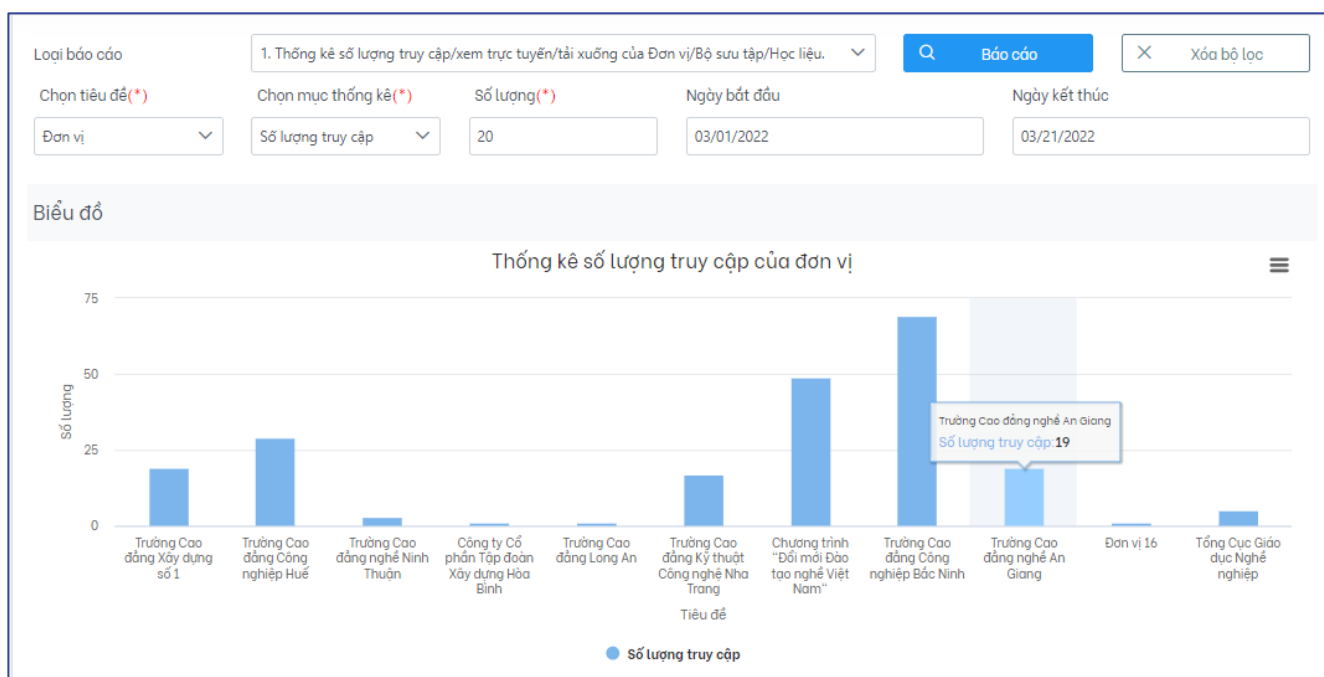 Loại báo cáo
1. Thống kê số lượng truy cập/xem trực tuyến/tải xuống của Đơn vị/Bộ sưu tập/Học liệu.
Báo cáo
Xóa bộ lọc
Chọn tiêu đề(*)
Chọn mục thống kê(*)
Số lượng(*)
Ngày bắt đầu
Ngày kết thúc
Đơn vị
Số lượng truy cập
20
03/01/2022
03/21/2022
Biểu đồ
Thống kê số lượng truy cập của đơn vị
Số lượng
75
50
25
0
Trường Cao đẳng nghề An Giang
Số lượng truy cập:19
Trường Cao
đẳng Xây dựng
số 1
Trường Cao
đẳng Công
nghiệp Huế
Trường Cao
đẳng nghề Ninh
Thuận
Công ty Cổ
phần Tập đoàn
Xây dựng Hòa
Bình
Trường Cao
đẳng Long An
Trường Cao
đẳng Kỹ thuật
Công nghệ Nha
Trang
Chương trình
"Đổi mới Đào
tạo nghề Việt
Nam"
Trường Cao
đẳng Công
nghiệp Bắc Ninh
Trường Cao
đẳng nghề An
Giang
Đơn vị 16
Tổng Cục Giáo
dục Nghề
nghiệp
Tiêu đề
Số lượng truy cập